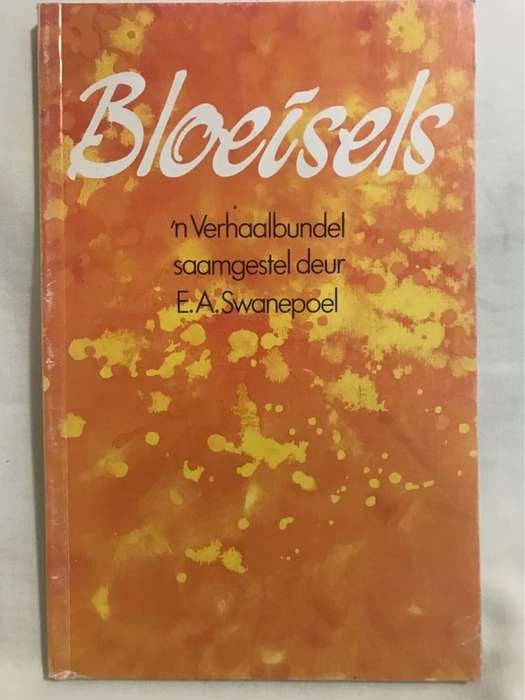 Bloeisels
'n Verhaalbundel
saamgestel deur
E.A.Swanepoel